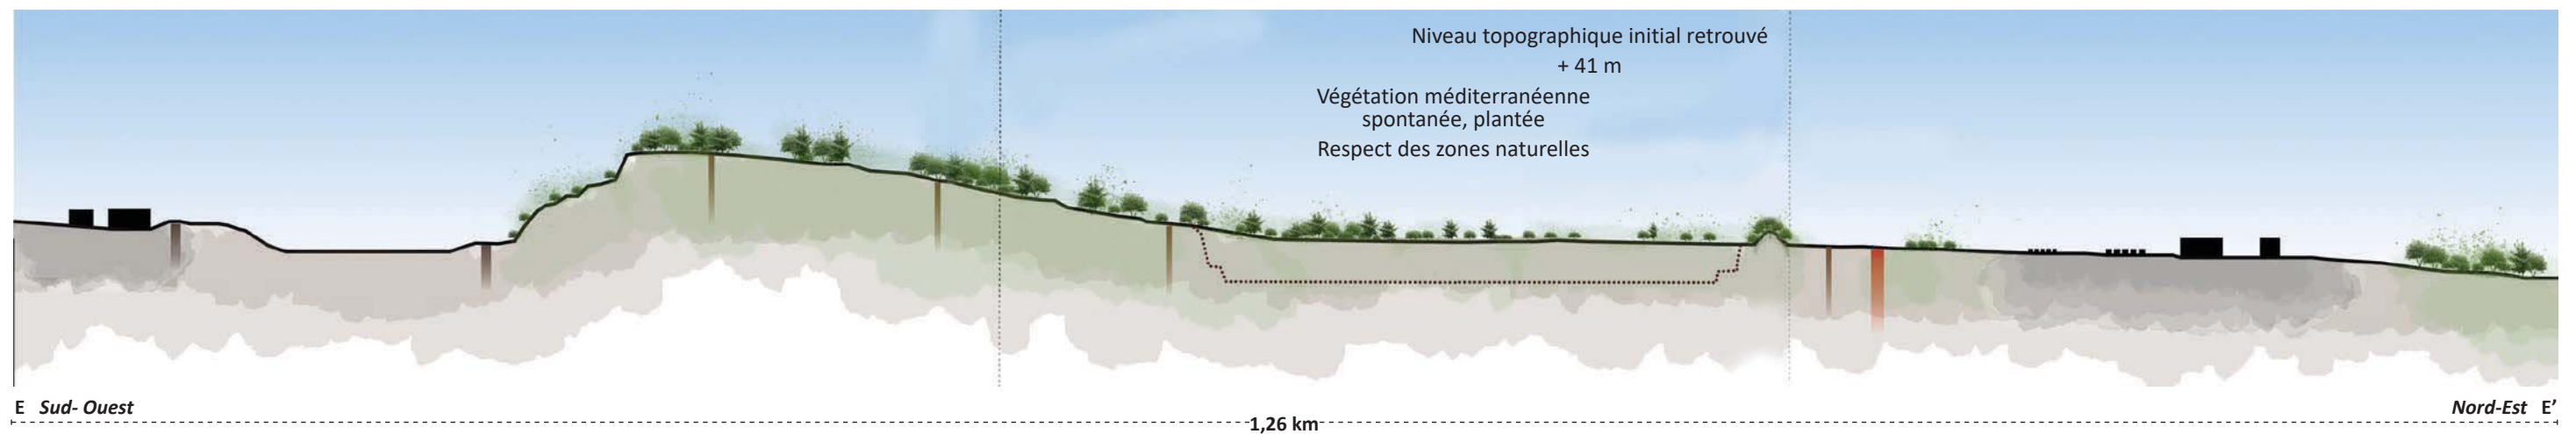 Niveau topographique initial retrouvé
+ 41 m
Végétation méditerranéenne
spontanée, plantée
Respect des zones naturelles
E Sud- Ouest
Nord-Est E’
1,26 km